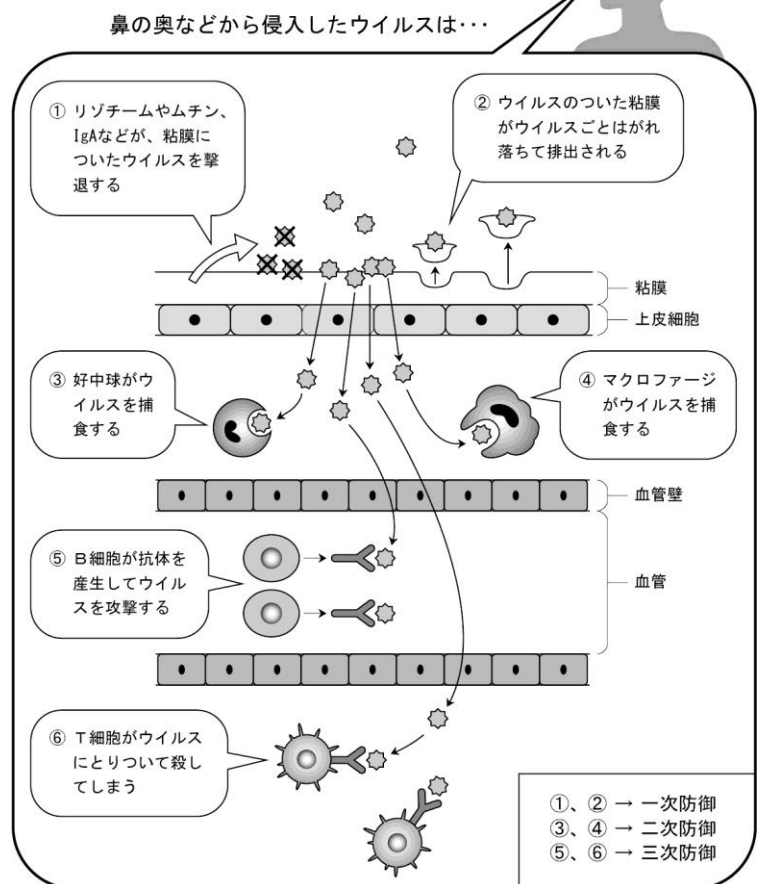 鼻の奥などから侵入したウイルスは･･･
① リゾチームやムチン、
IgAなどが、粘膜に
ついたウイルスを撃
退する
② ウイルスのついた粘膜
がウイルスごとはがれ
落ちて排出される
粘膜
上皮細胞
③ 好中球がウ
イルスを捕
食する
④ マクロファージ
がウイルスを捕
食する
血管壁
⑤ B細胞が抗体を
産生してウイル
スを攻撃する
血管
⑥ T細胞がウイルス
にとりついて殺し
てしまう
①、② → 一次防御
③、④ → 二次防御
⑤、⑥ → 三次防御